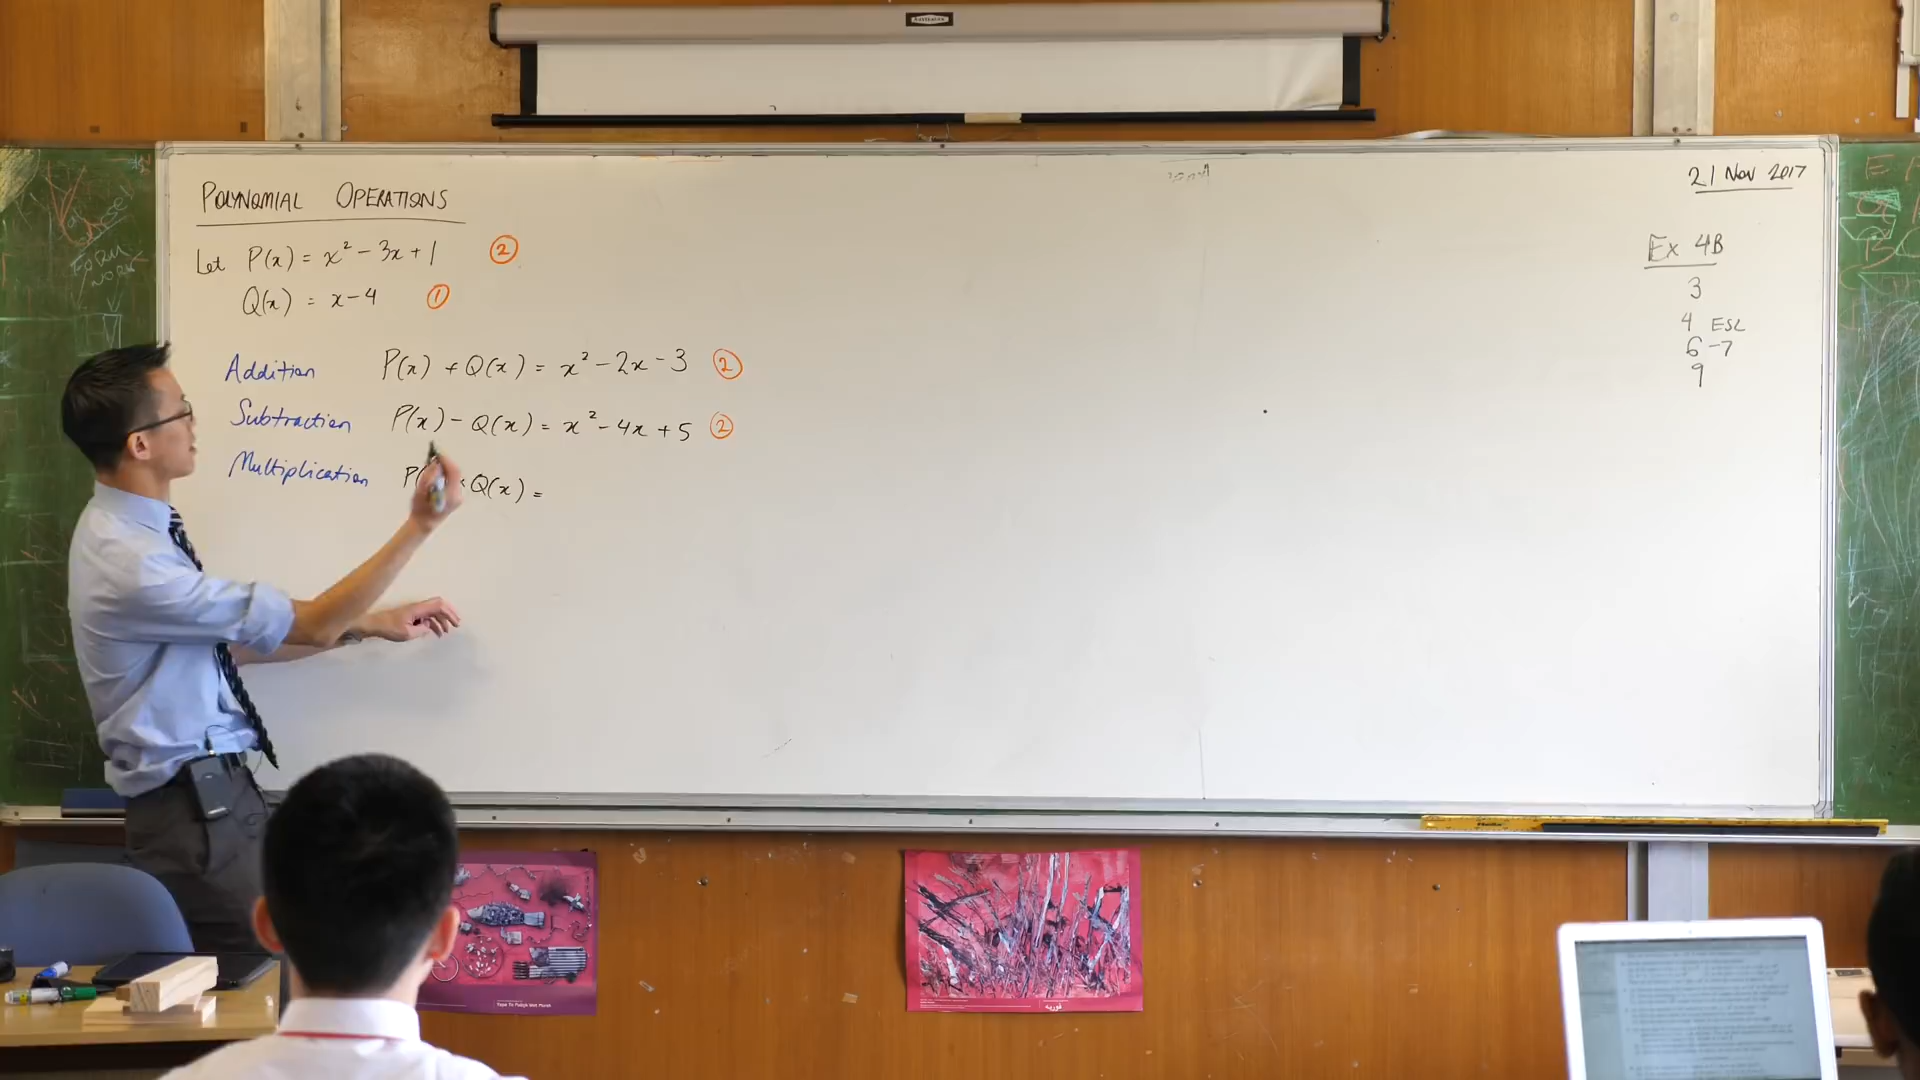 POLYNOMIAL OPERATIONS
Let P(x) = x² - 3x + 1 ②
Q(x) = x - 4 ①
Addition P(x) + Q(x) = x² - 2x - 3 ②
Subtraction P(x) - Q(x) = x² - 4x + 5 ②
Multiplication Q(x) =
21 Nov 2017
Ex 4B
3
4 ESL
6-7
9